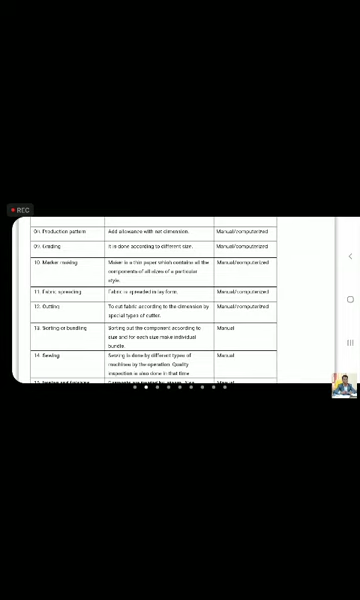 REC
08. Production pattern Add allowance with net dimension. Manual/computerized
09. Grading It is done according to different size. Manual/computerized
10. Marker making Maker is a thin paper which contains all the Manual/computerized
components of all sizes of a particular
style.
11. Fabric spreading Fabric is spreaded in lay form. Manual/computerized
12. Cutting To cut fabric according to the dimension by Manual/computerized
special types of cutter.
13. Sorting or bundling Sorting out the component according to Manual
size and for each size make individual
bundle.
14. Sewing Sewing is done by different types of Manual
machines by the operation. Quality
inspection is also done in that time